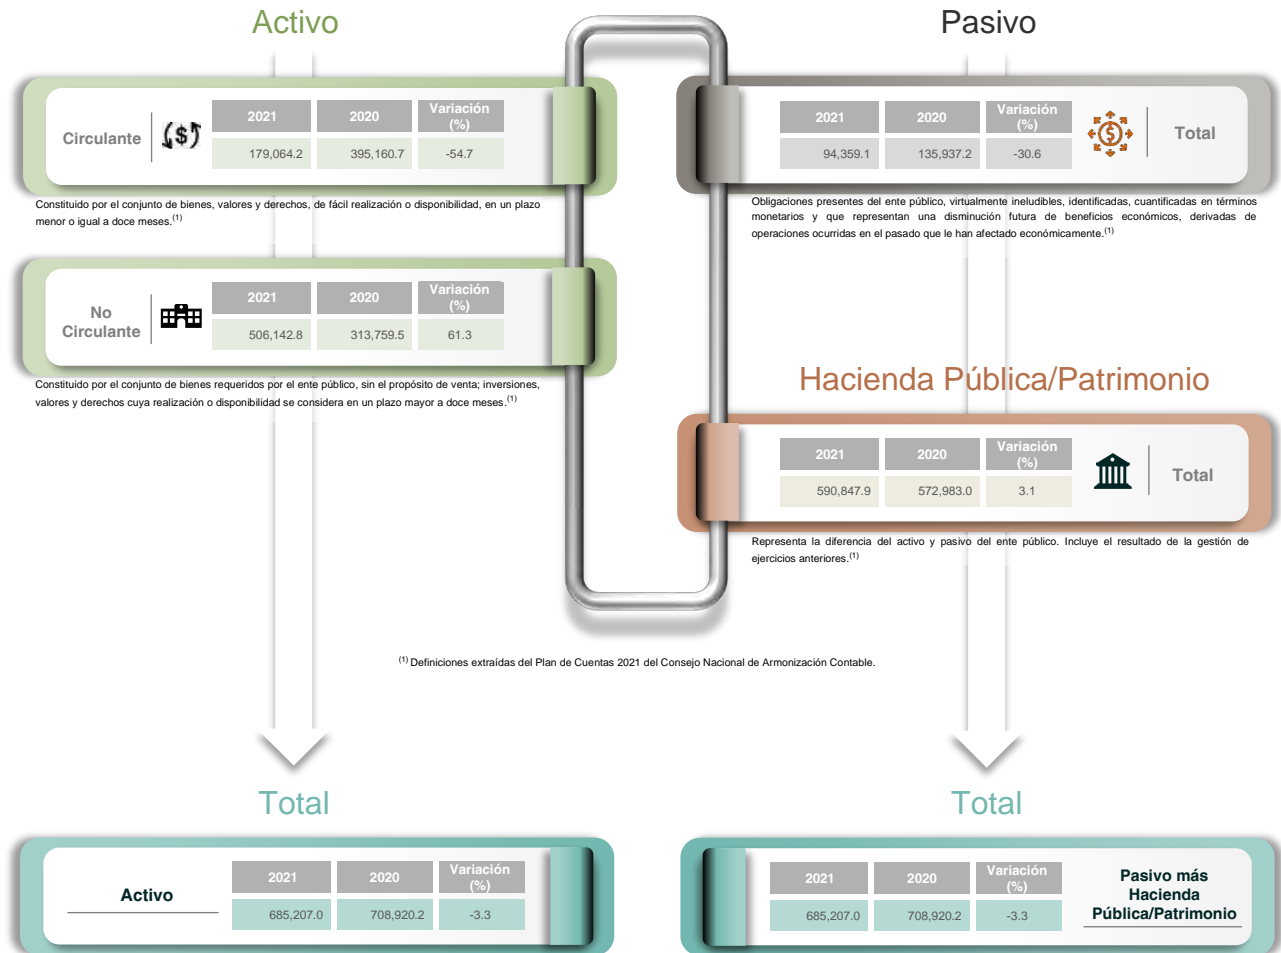 Activo
Circulante
2021 2020 Variación
(%)
179,064.2 395,160.7 -54.7
Constituido por el conjunto de bienes, valores y derechos, de fácil realización o disponibilidad, en un plazo
menor o igual a doce meses.(1)
No
Circulante
2021 2020 Variación
(%)
506,142.8 313,759.5 61.3
Constituido por el conjunto de bienes requeridos por el ente público, sin el propósito de venta; inversiones,
valores y derechos cuya realización o disponibilidad se considera en un plazo mayor a doce meses.(1)
Pasivo
2021 2020 Variación
(%)
94,359.1 135,937.2 -30.6
Total
Obligaciones presentes del ente público, virtualmente ineludibles, identificadas, cuantificadas en términos
monetarios y que representan una disminución futura de beneficios económicos, derivadas de
operaciones ocurridas en el pasado que le han afectado económicamente.(1)
Hacienda Pública/Patrimonio
2021 2020 Variación
(%)
590,847.9 572,983.0 3.1
Total
Representa la diferencia del activo y pasivo del ente público. Incluye el resultado de la gestión de
ejercicios anteriores.(1)
(1) Definiciones extraídas del Plan de Cuentas 2021 del Consejo Nacional de Armonización Contable.
Total
Activo
2021 2020 Variación
(%)
685,207.0 708,920.2 -3.3
Total
2021 2020 Variación
(%)
685,207.0 708,920.2 -3.3
Pasivo más
Hacienda
Pública/Patrimonio